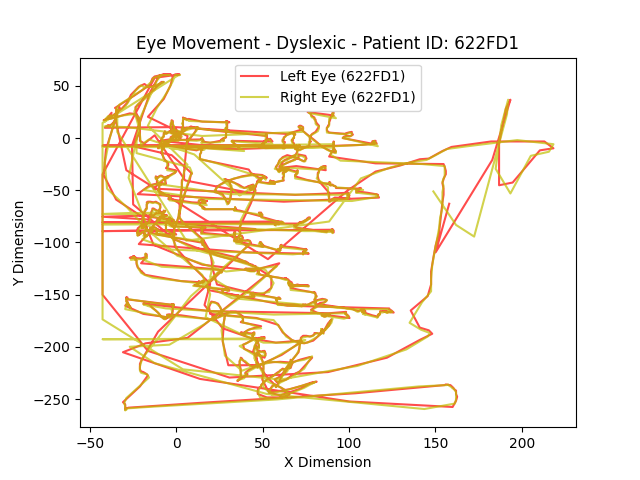 Eye Movement - Dyslexic - Patient ID: 622FD1
Left Eye (622FD1)
Right Eye (622FD1)
Y Dimension
50
0
−50
−100
−150
−200
−250
−50 0 50 100 150 200
X Dimension